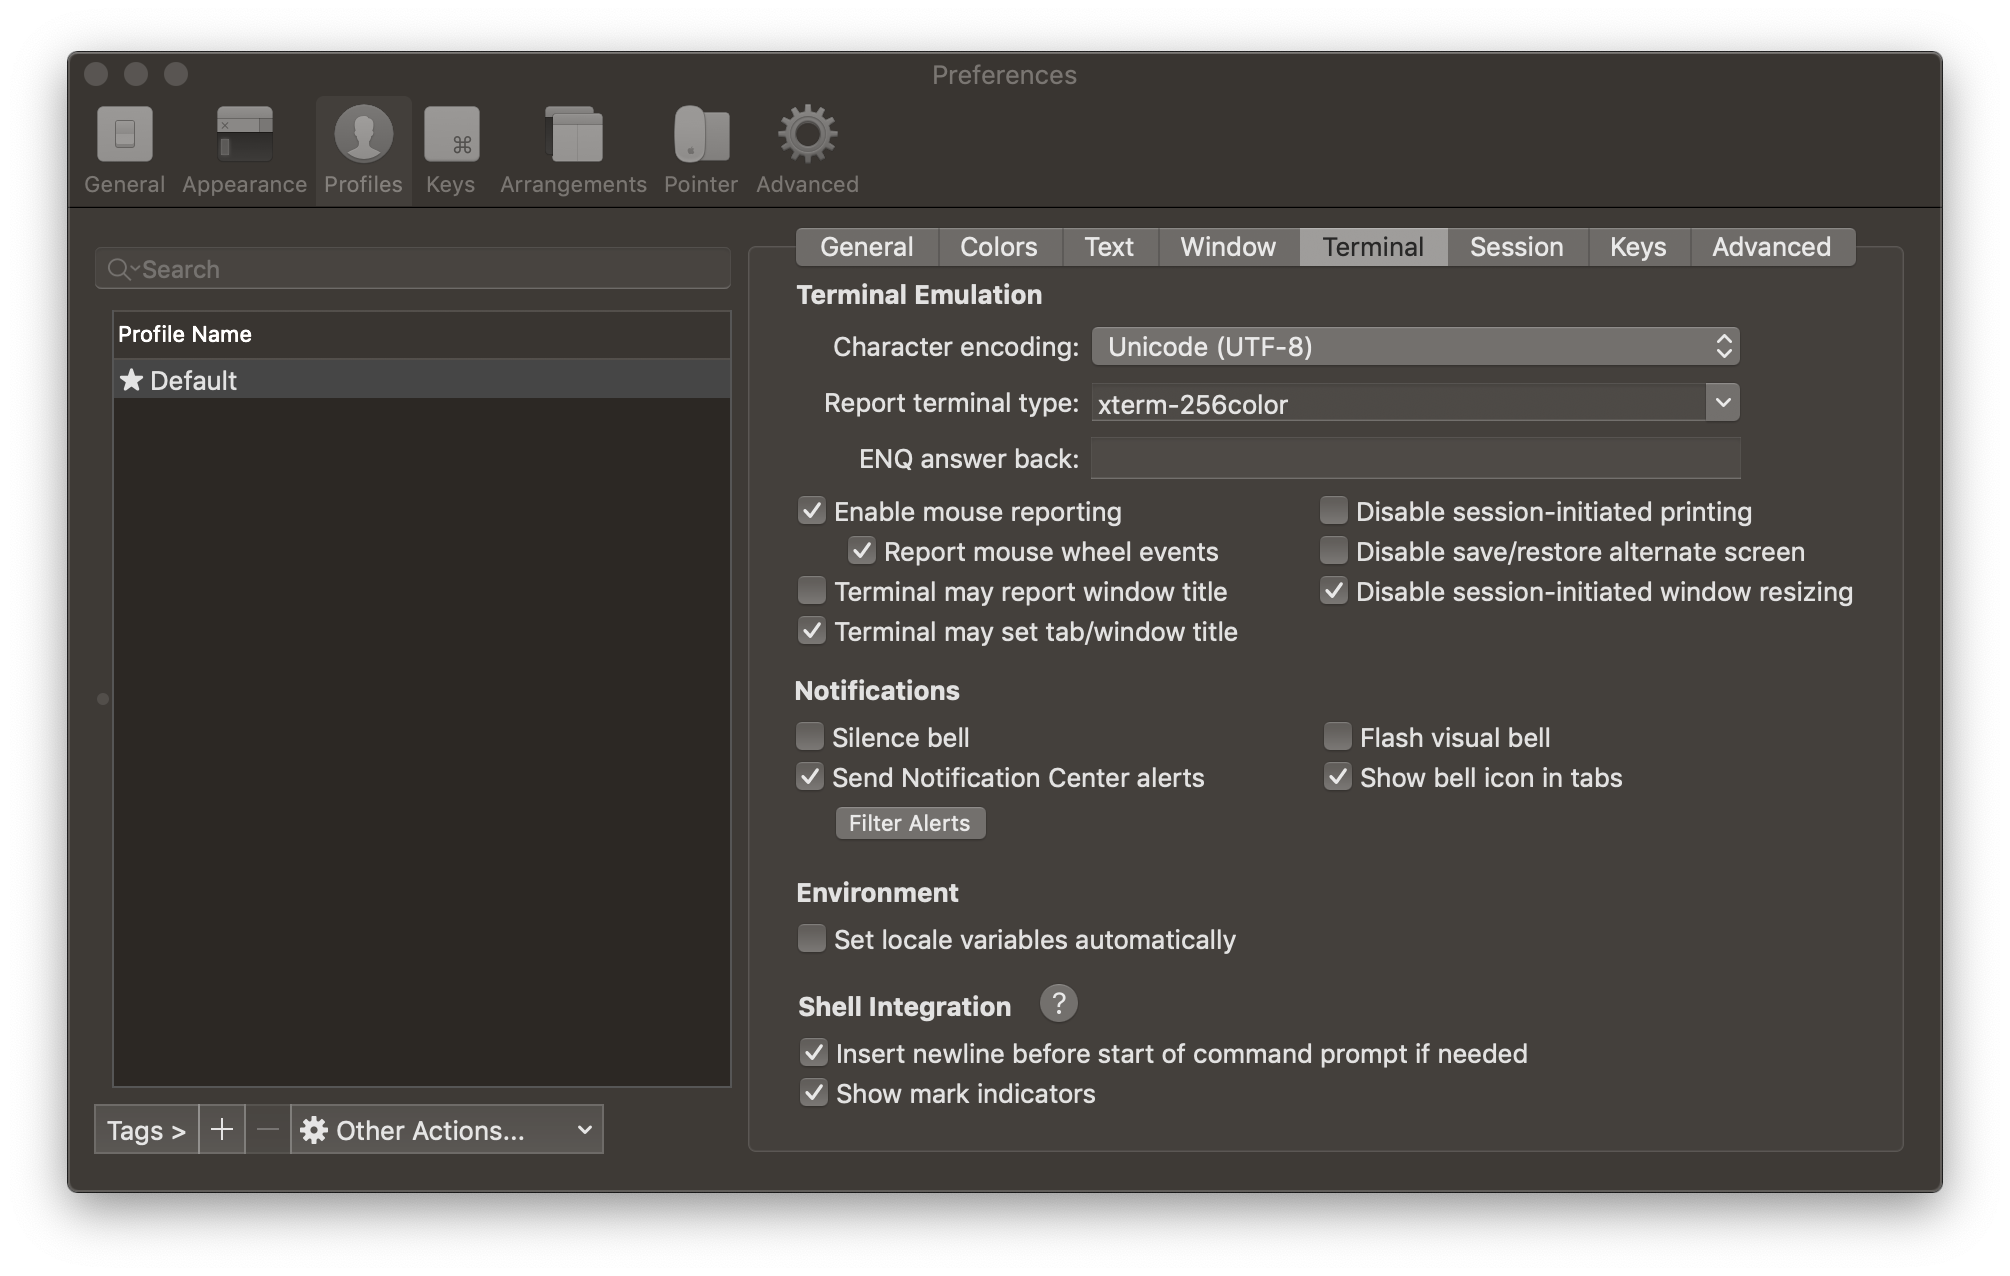 Preferences
General Appearance Profiles Keys Arrangements Pointer Advanced
Search
Profile Name
Default
Tags > + — Other Actions...
General Colors Text Window Terminal Session Keys Advanced
Terminal Emulation
Character encoding: Unicode (UTF-8)
Report terminal type: xterm-256color
ENQ answer back:
Enable mouse reporting
Disable session-initiated printing
Report mouse wheel events
Disable save/restore alternate screen
Terminal may report window title
Disable session-initiated window resizing
Terminal may set tab/window title
Notifications
Silence bell
Flash visual bell
Send Notification Center alerts
Show bell icon in tabs
Filter Alerts
Environment
Set locale variables automatically
Shell Integration ?
Insert newline before start of command prompt if needed
Show mark indicators